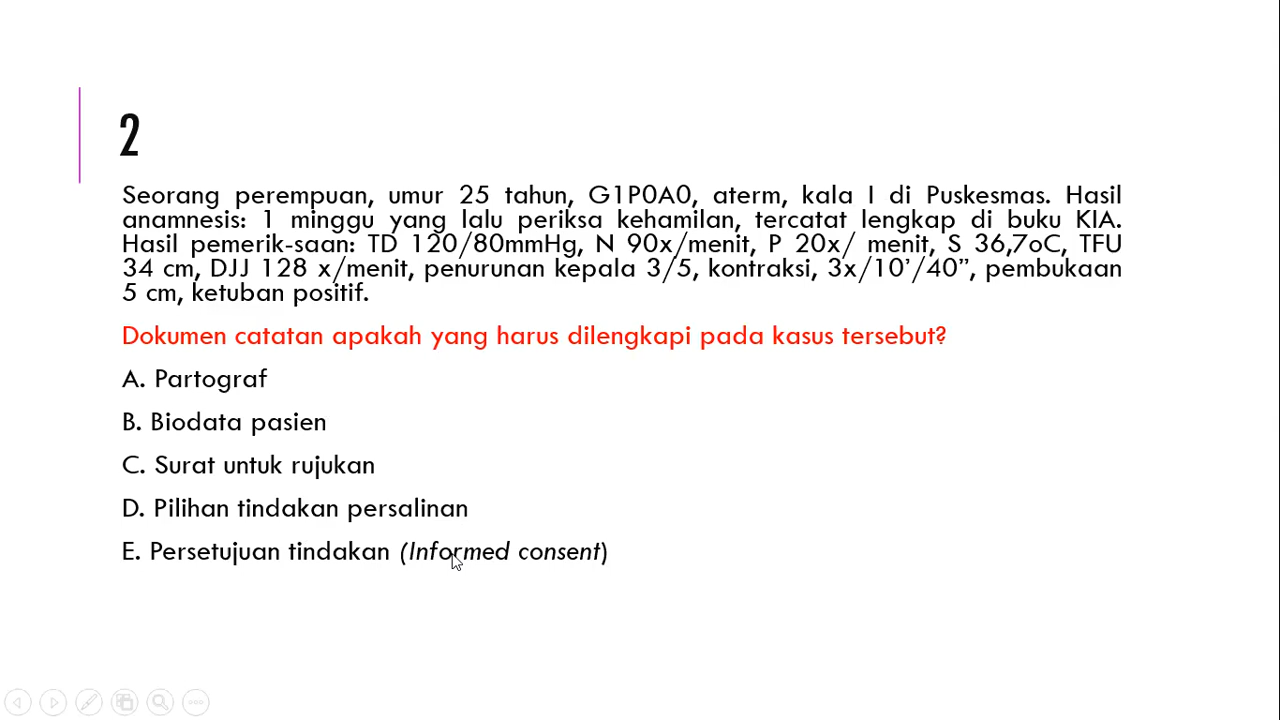 2
Seorang perempuan, umur 25 tahun, G1P0A0, aterm, kala I di Puskesmas. Hasil
anamnesis: 1 minggu yang lalu periksa kehamilan, tercatat lengkap di buku KIA.
Hasil pemerik-saan: TD 120/80mmHg, N 90x/menit, P 20x/ menit, S 36,7oC, TFU
34 cm, DJJ 128 x/menit, penurunan kepala 3/5, kontraksi, 3x/10’/40”, pembukaan
5 cm, ketuban positif.
Dokumen catatan apakah yang harus dilengkapi pada kasus tersebut?
A. Partograf
B. Biodata pasien
C. Surat untuk rujukan
D. Pilihan tindakan persalinan
E. Persetujuan tindakan (Informed consent)